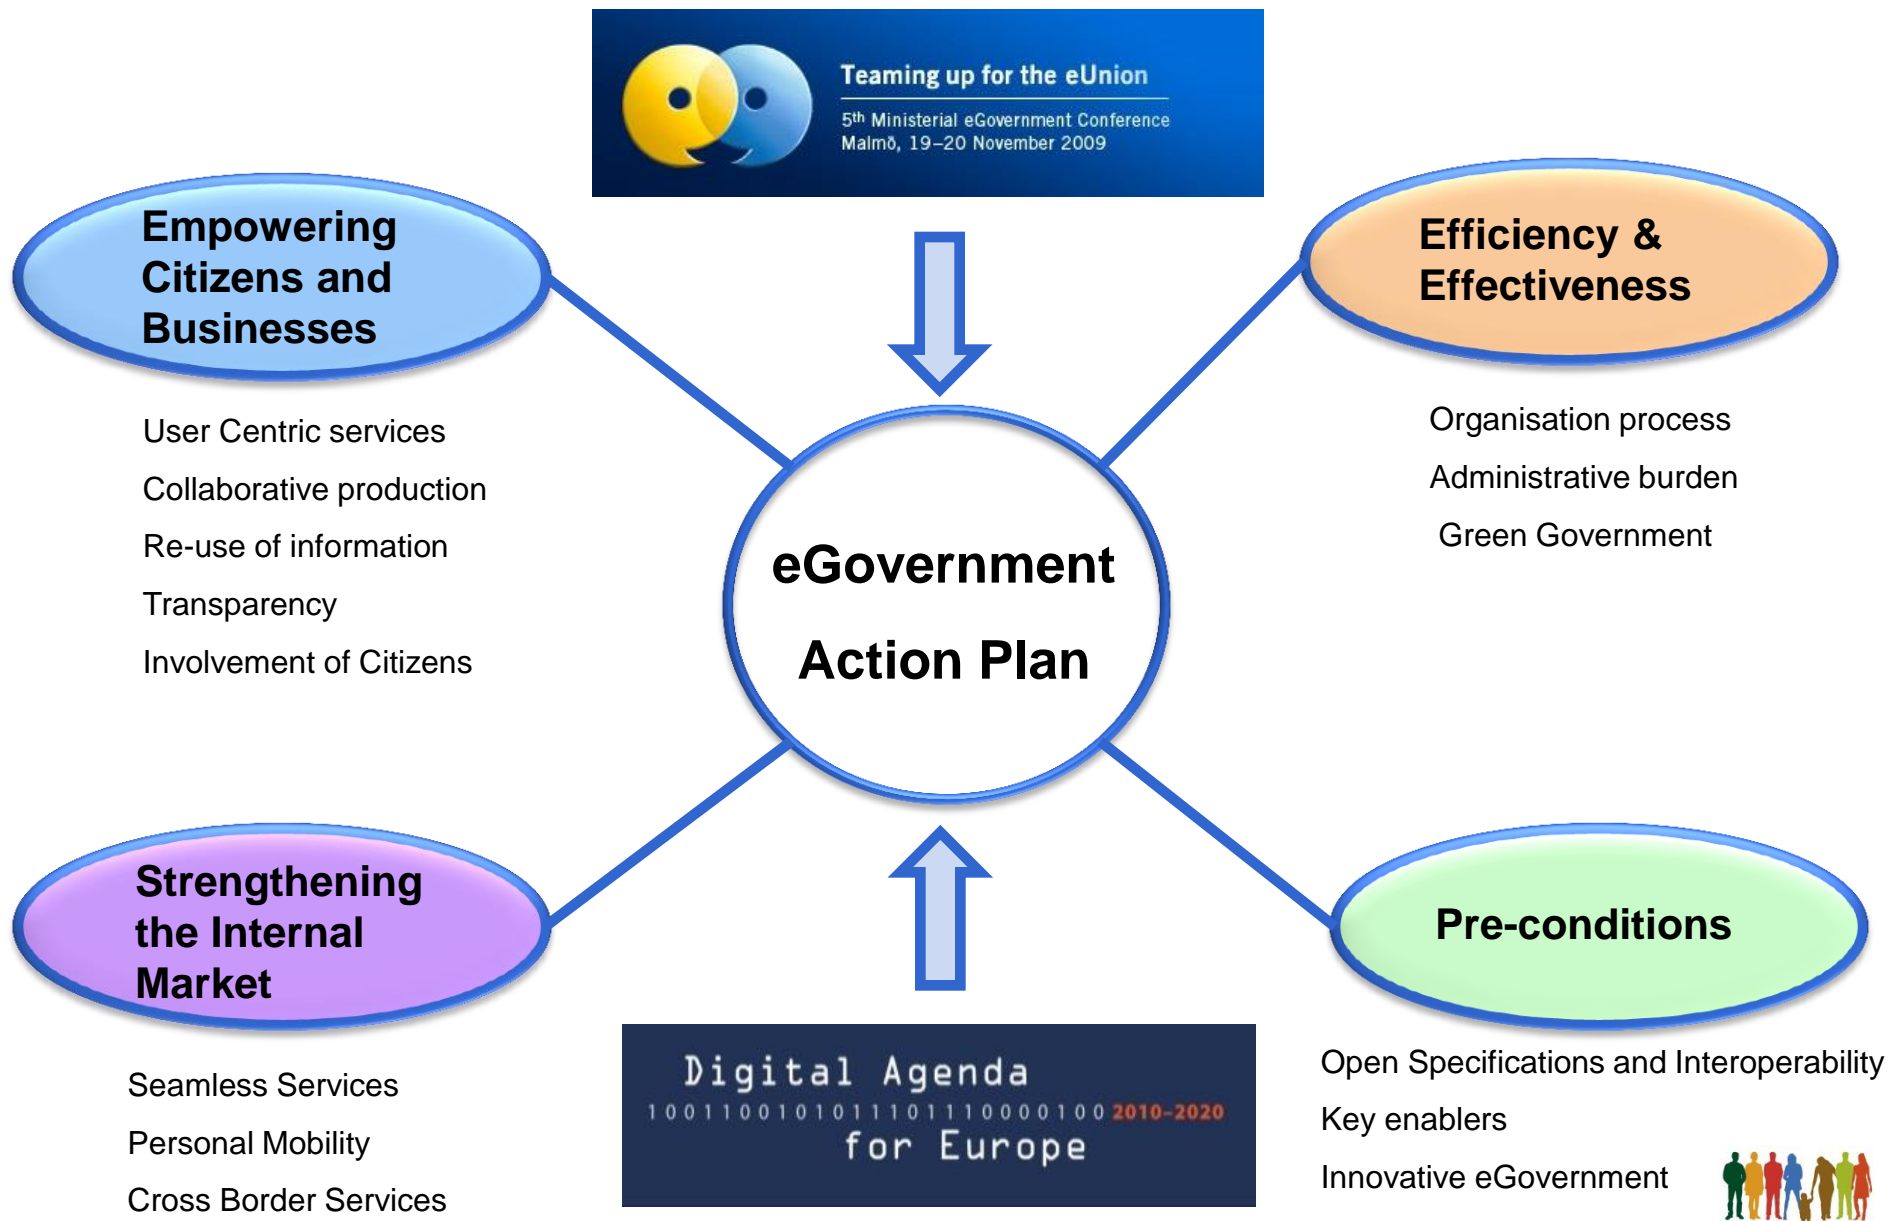 Teaming up for the eUnion
5th Ministerial eGovernment Conference
Malmö, 19–20 November 2009
Empowering
Citizens and
Businesses
User Centric services
Collaborative production
Re-use of information
Transparency
Involvement of Citizens
Efficiency &
Effectiveness
Organisation process
Administrative burden
Green Government
eGovernment
Action Plan
Strengthening
the Internal
Market
Seamless Services
Personal Mobility
Cross Border Services
Digital Agenda
1001100101011101110000100 2010–2020
for Europe
Pre-conditions
Open Specifications and Interoperability
Key enablers
Innovative eGovernment